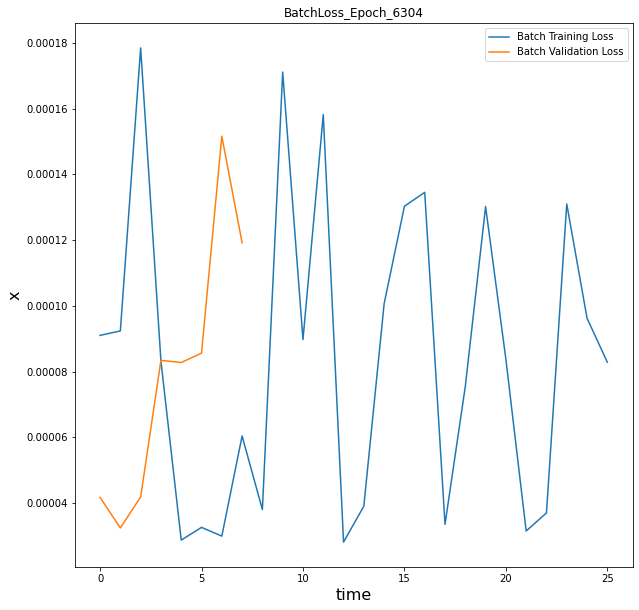 BatchLoss_Epoch_6304
Batch Training Loss
Batch Validation Loss
0.00018
0.00016
0.00014
0.00012
0.00010
0.00008
0.00006
0.00004
x
0 5 10 15 20 25
time